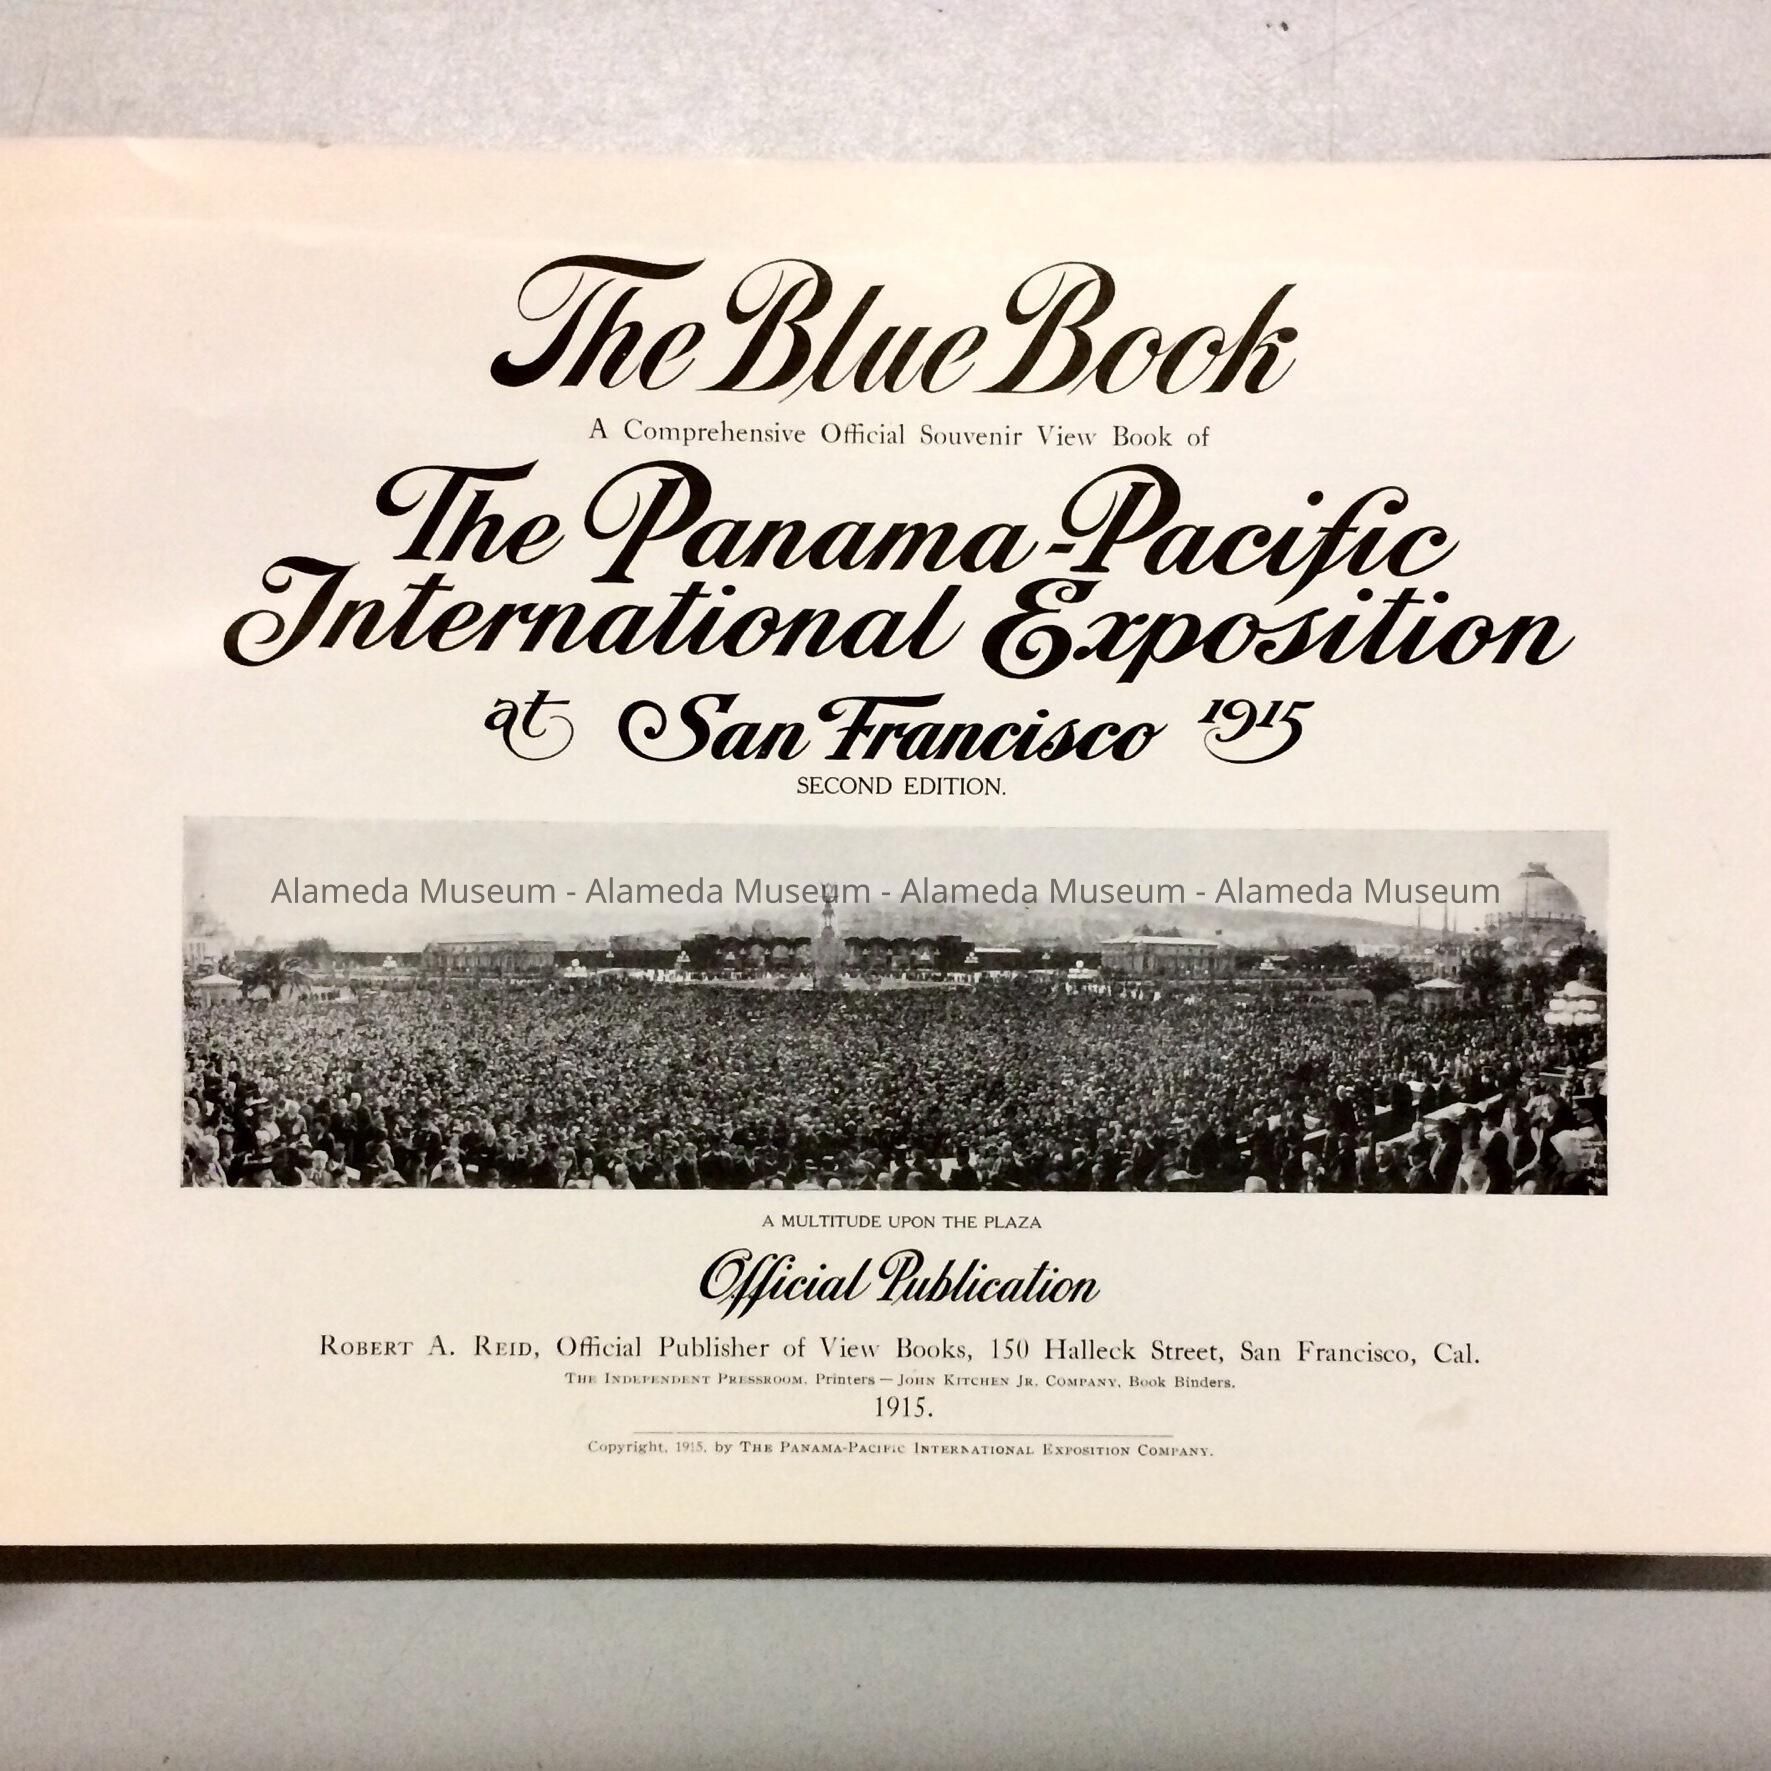 The Blue Book
A Comprehensive Official Souvenir View Book of
The Panama-Pacific
International Exposition
at San Francisco 1915
SECOND EDITION.
Alameda Museum - Alameda Museum - Alameda Museum - Alameda Museum
A MULTITUDE UPON THE PLAZA
Official Publication
ROBERT A. REID, Official Publisher of View Books, 150 Halleck Street, San Francisco, Cal.
THE INDEPENDENT PRESSROOM, Printers — JOHN KITCHEN JR. COMPANY, Book Binders.
1915.
Copyright, 1915, by THE PANAMA-PACIFIC INTERNATIONAL EXPOSITION COMPANY.